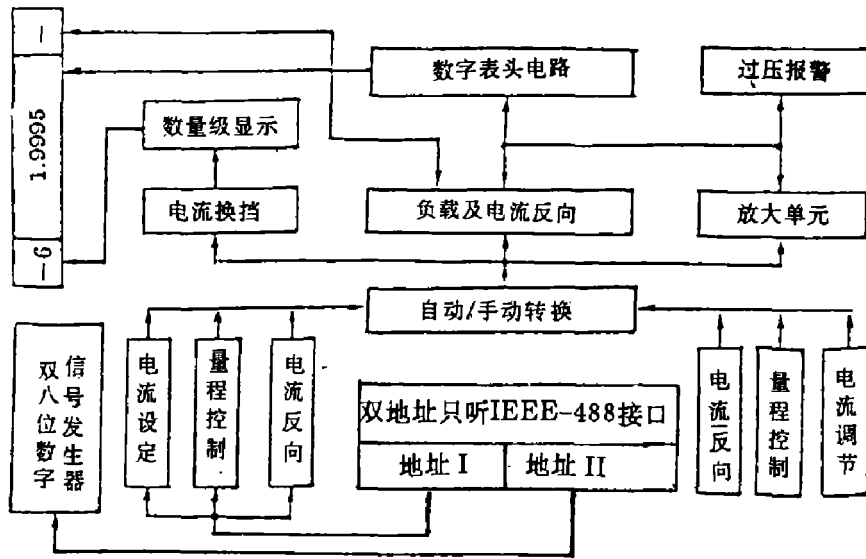 一
1.9995
—6
数字表头电路
过压报警
数量级显示
电流换挡
负载及电流反向
放大单元
自动/手动转换
双八位数字
信号发生器
电流设定
量程控制
电流反向
双地址只听IEEE-488接口
地址 I
地址 II
电流反向
量程控制
电流调节